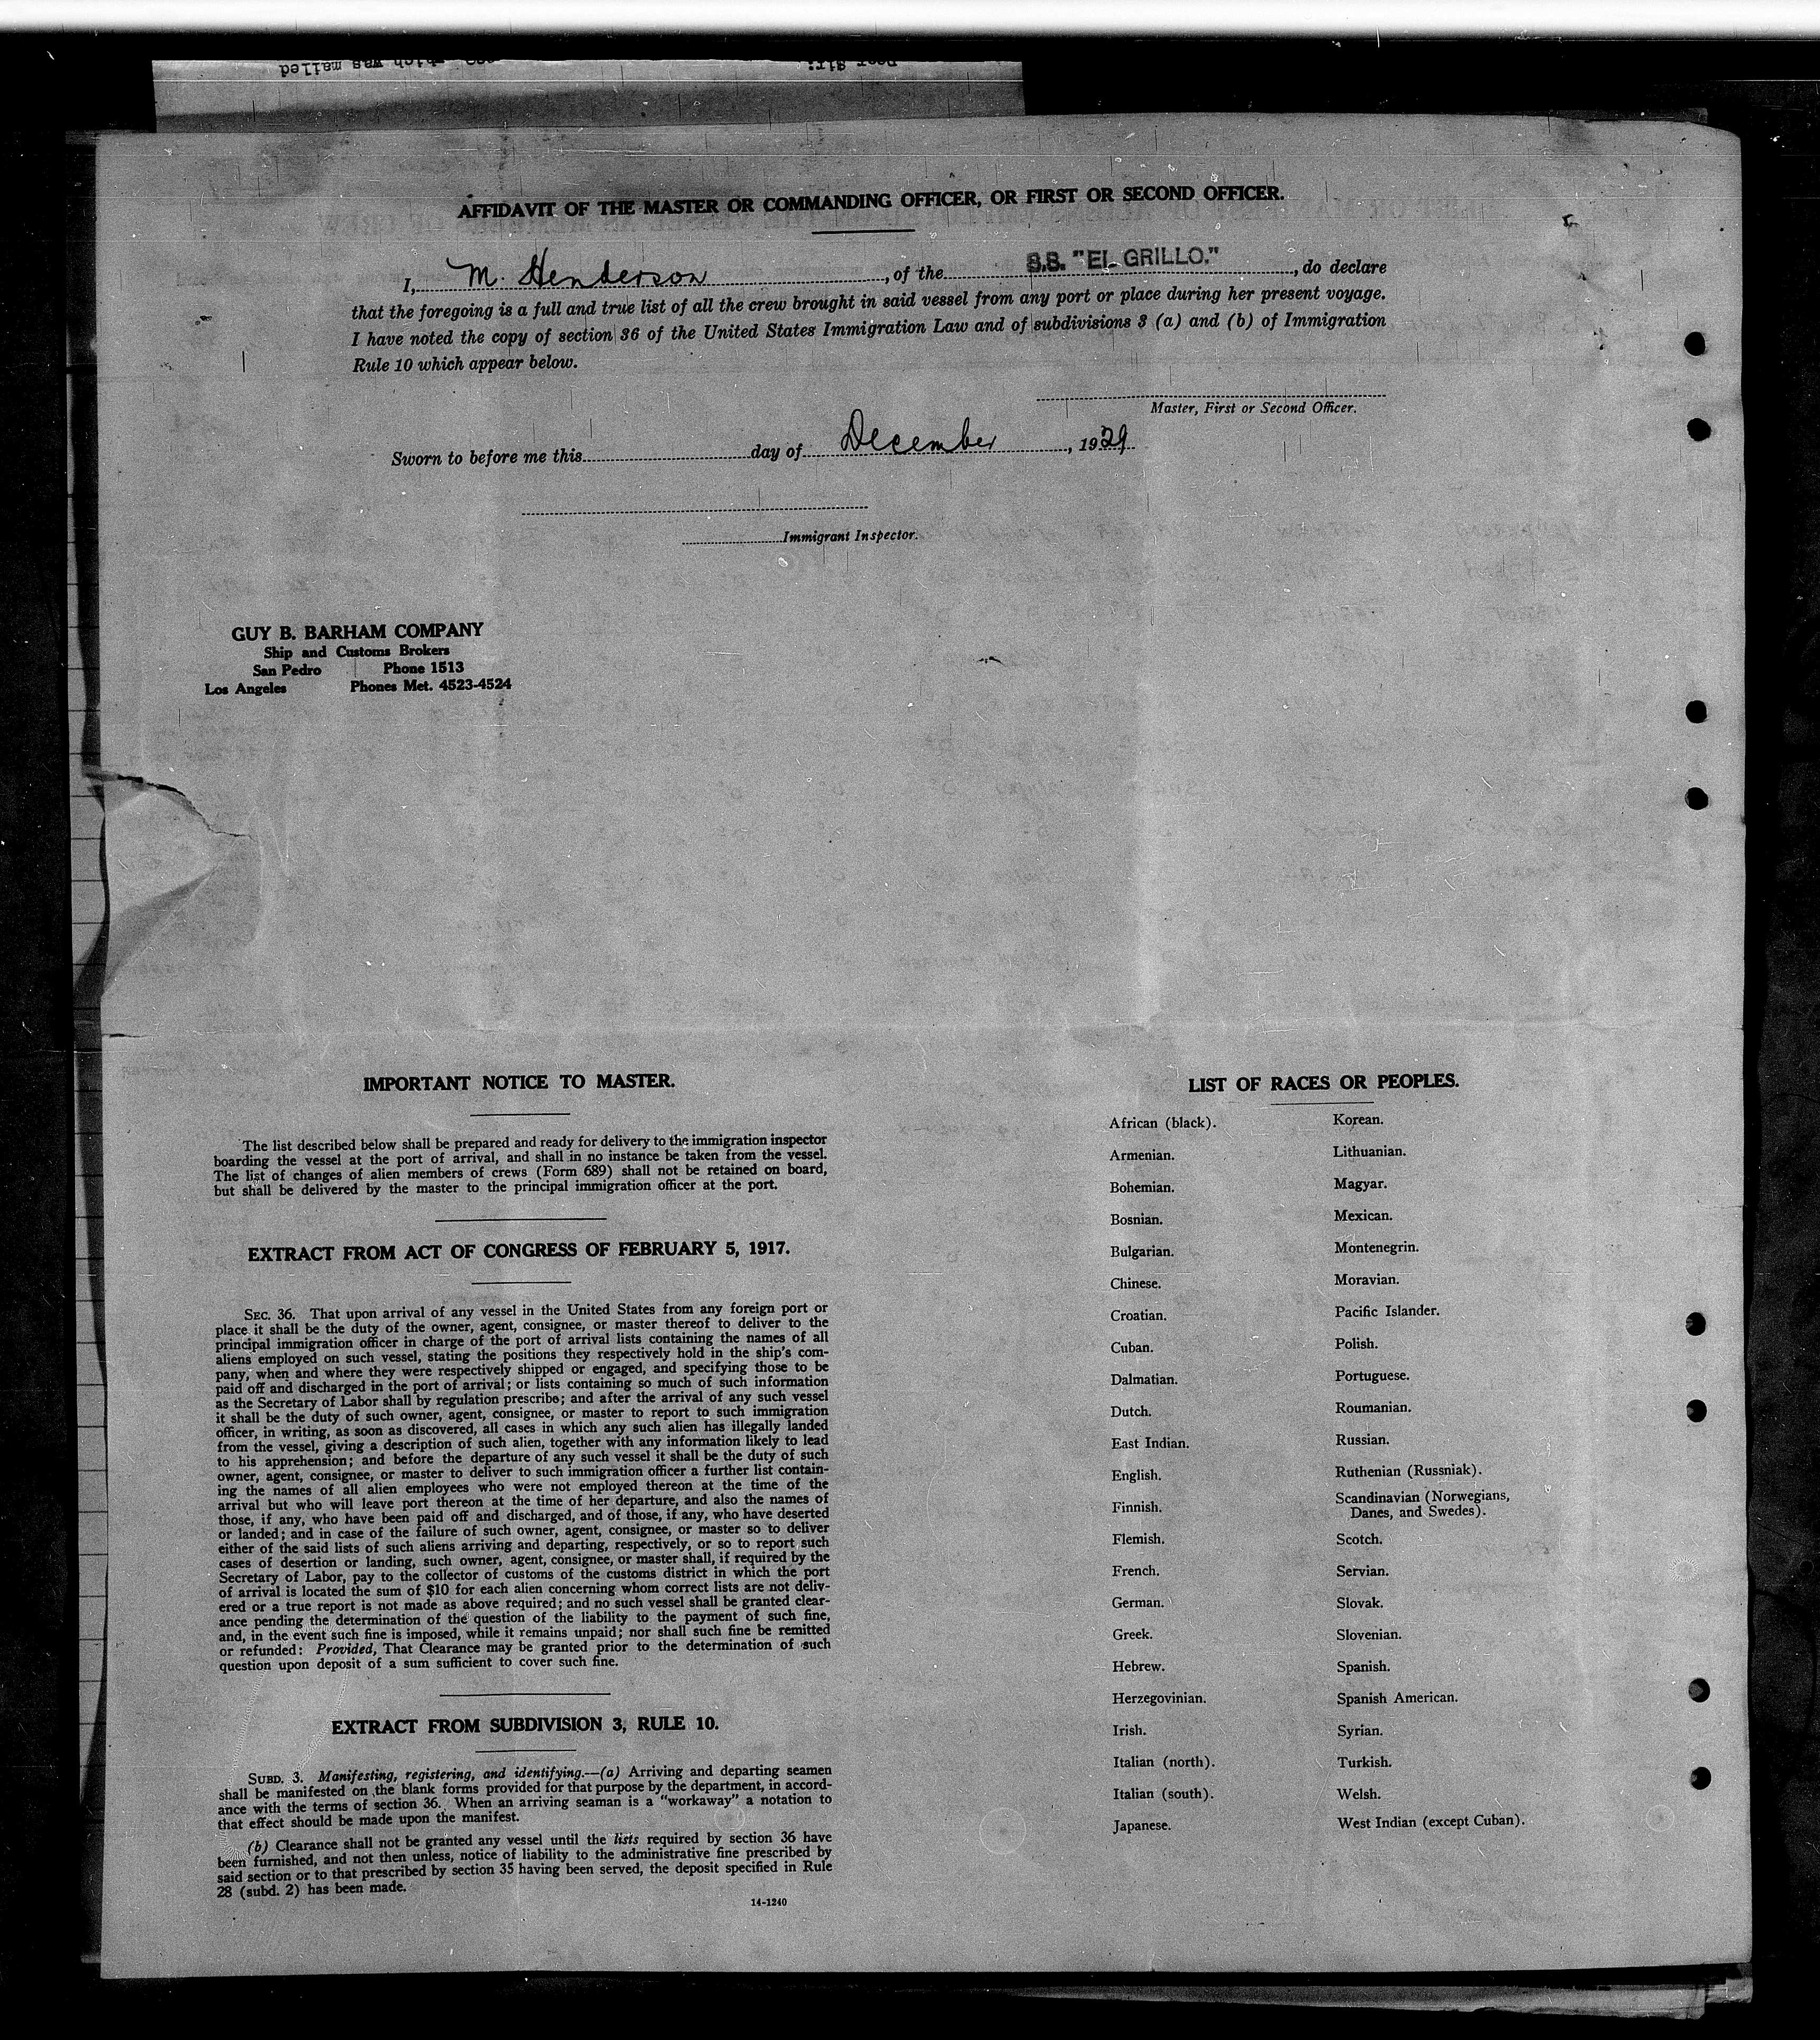 Dear Sir:
which was mailed
AFFIDAVIT OF THE MASTER OR COMMANDING OFFICER, OR FIRST OR SECOND OFFICER.
I, M. Henderson, of the S.S. "EL GRILLO.", do declare
that the foregoing is a full and true list of all the crew brought in said vessel from any port or place during her present voyage.
I have noted the copy of section 36 of the United States Immigration Law and of subdivisions 3 (a) and (b) of Immigration
Rule 10 which appear below.
Master, First or Second Officer.
Sworn to before me this day of December, 1929
Immigrant Inspector.
GUY B. BARHAM COMPANY
Ship and Customs Brokers
San Pedro Phone 1513
Los Angeles Phones Met. 4523-4524
IMPORTANT NOTICE TO MASTER.
The list described below shall be prepared and ready for delivery to the immigration inspector
boarding the vessel at the port of arrival, and shall in no instance be taken from the vessel.
The list of changes of alien members of crews (Form 689) shall not be retained on board,
but shall be delivered by the master to the principal immigration officer at the port.
EXTRACT FROM ACT OF CONGRESS OF FEBRUARY 5, 1917.
SEC. 36. That upon arrival of any vessel in the United States from any foreign port or
place it shall be the duty of the owner, agent, consignee, or master thereof to deliver to the
principal immigration officer in charge of the port of arrival lists containing the names of all
aliens employed on such vessel, stating the positions they respectively hold in the ship's com-
pany, when and where they were respectively shipped or engaged, and specifying those to be
paid off and discharged in the port of arrival; or lists containing so much of such information
as the Secretary of Labor shall by regulation prescribe; and after the arrival of any such vessel
it shall be the duty of such owner, agent, consignee, or master to report to such immigration
officer, in writing, as soon as discovered, all cases in which any such alien has illegally landed
from the vessel, giving a description of such alien, together with any information likely to lead
to his apprehension; and before the departure of any such vessel it shall be the duty of such
owner, agent, consignee, or master to deliver to such immigration officer a further list contain-
ing the names of all alien employees who were not employed thereon at the time of the
arrival but who will leave port thereon at the time of her departure, and also the names of
those, if any, who have been paid off and discharged, and of those, if any, who have deserted
or landed; and in case of the failure of such owner, agent, consignee, or master so to deliver
either of the said lists of such aliens arriving and departing, respectively, or so to report such
cases of desertion or landing, such owner, agent, consignee, or master shall, if required by the
Secretary of Labor, pay to the collector of customs of the customs district in which the port
of arrival is located the sum of $10 for each alien concerning whom correct lists are not deliv-
ered or a true report is not made as above required; and no such vessel shall be granted clear-
ance pending the determination of the question of the liability to the payment of such fine,
and, in the event such fine is imposed, while it remains unpaid; nor shall such fine be remitted
or refunded: Provided, That Clearance may be granted prior to the determination of such
question upon deposit of a sum sufficient to cover such fine.
EXTRACT FROM SUBDIVISION 3, RULE 10.
SUBD. 3. Manifesting, registering, and identifying.—(a) Arriving and departing seamen
shall be manifested on the blank forms provided for that purpose by the department, in accord-
ance with the terms of section 36. When an arriving seaman is a "workaway" a notation to
that effect should be made upon the manifest.
(b) Clearance shall not be granted any vessel until the lists required by section 36 have
been furnished, and not then unless, notice of liability to the administrative fine prescribed by
said section or to that prescribed by section 35 having been served, the deposit specified in Rule
28 (subd. 2) has been made.
14-1240
LIST OF RACES OR PEOPLES.
African (black).
Armenian.
Bohemian.
Bosnian.
Bulgarian.
Chinese.
Croatian.
Cuban.
Dalmatian.
Dutch.
East Indian.
English.
Finnish.
Flemish.
French.
German.
Greek.
Hebrew.
Herzegovinian.
Irish.
Italian (north).
Italian (south).
Japanese.
Korean.
Lithuanian.
Magyar.
Mexican.
Montenegrin.
Moravian.
Pacific Islander.
Polish.
Portuguese.
Roumanian.
Russian.
Ruthenian (Russniak).
Scandinavian (Norwegians,
Danes, and Swedes).
Scotch.
Servian.
Slovak.
Slovenian.
Spanish.
Spanish American.
Syrian.
Turkish.
Welsh.
West Indian (except Cuban).